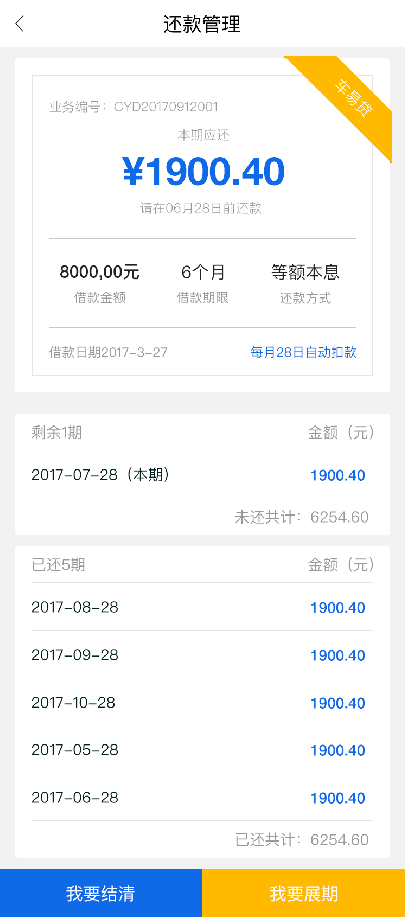 还款管理
车易贷
业务编号：CYD20170912001
本期应还
¥1900.40
请在06月28日前还款
8000,00元 6个月 等额本息
借款金额 借款期限 还款方式
借款日期2017-3-27 每月28日自动扣款
剩余1期 金额（元）
2017-07-28（本期） 1900.40
未还共计：6254.60
已还5期 金额（元）
2017-08-28 1900.40
2017-09-28 1900.40
2017-10-28 1900.40
2017-05-28 1900.40
2017-06-28 1900.40
已还共计：6254.60
我要结清 我要展期